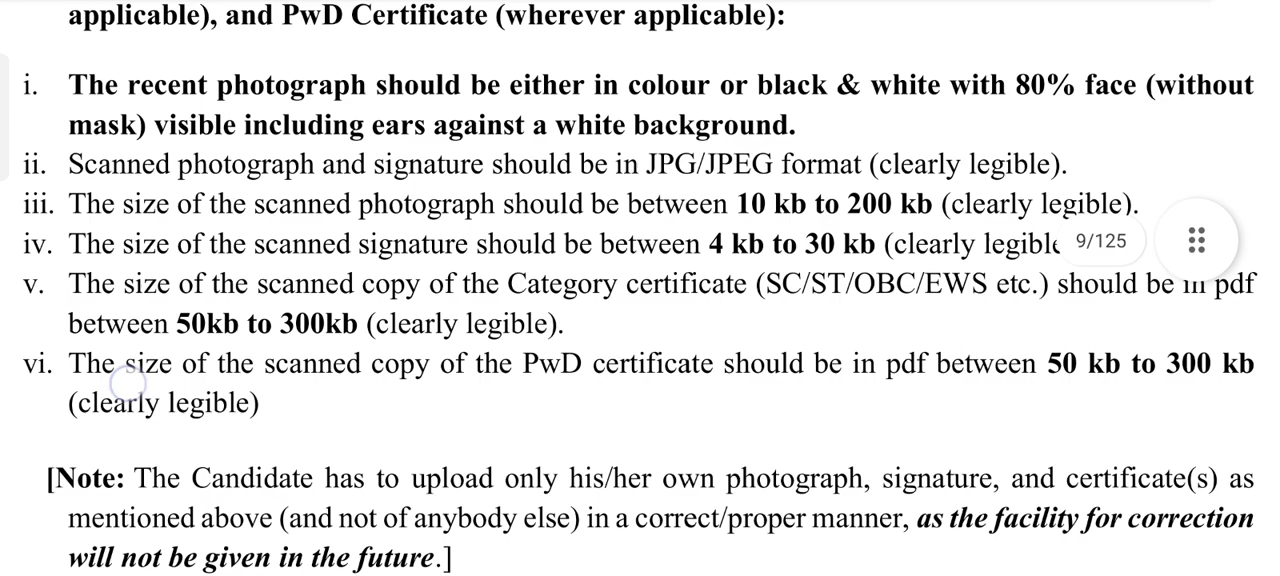 applicable), and PwD Certificate (wherever applicable):
i. The recent photograph should be either in colour or black & white with 80% face (without
mask) visible including ears against a white background.
ii. Scanned photograph and signature should be in JPG/JPEG format (clearly legible).
iii. The size of the scanned photograph should be between 10 kb to 200 kb (clearly legible).
iv. The size of the scanned signature should be between 4 kb to 30 kb (clearly legible
9/125
v. The size of the scanned copy of the Category certificate (SC/ST/OBC/EWS etc.) should be in pdf
between 50kb to 300kb (clearly legible).
vi. The size of the scanned copy of the PwD certificate should be in pdf between 50 kb to 300 kb
(clearly legible)
[Note: The Candidate has to upload only his/her own photograph, signature, and certificate(s) as
mentioned above (and not of anybody else) in a correct/proper manner, as the facility for correction
will not be given in the future.]